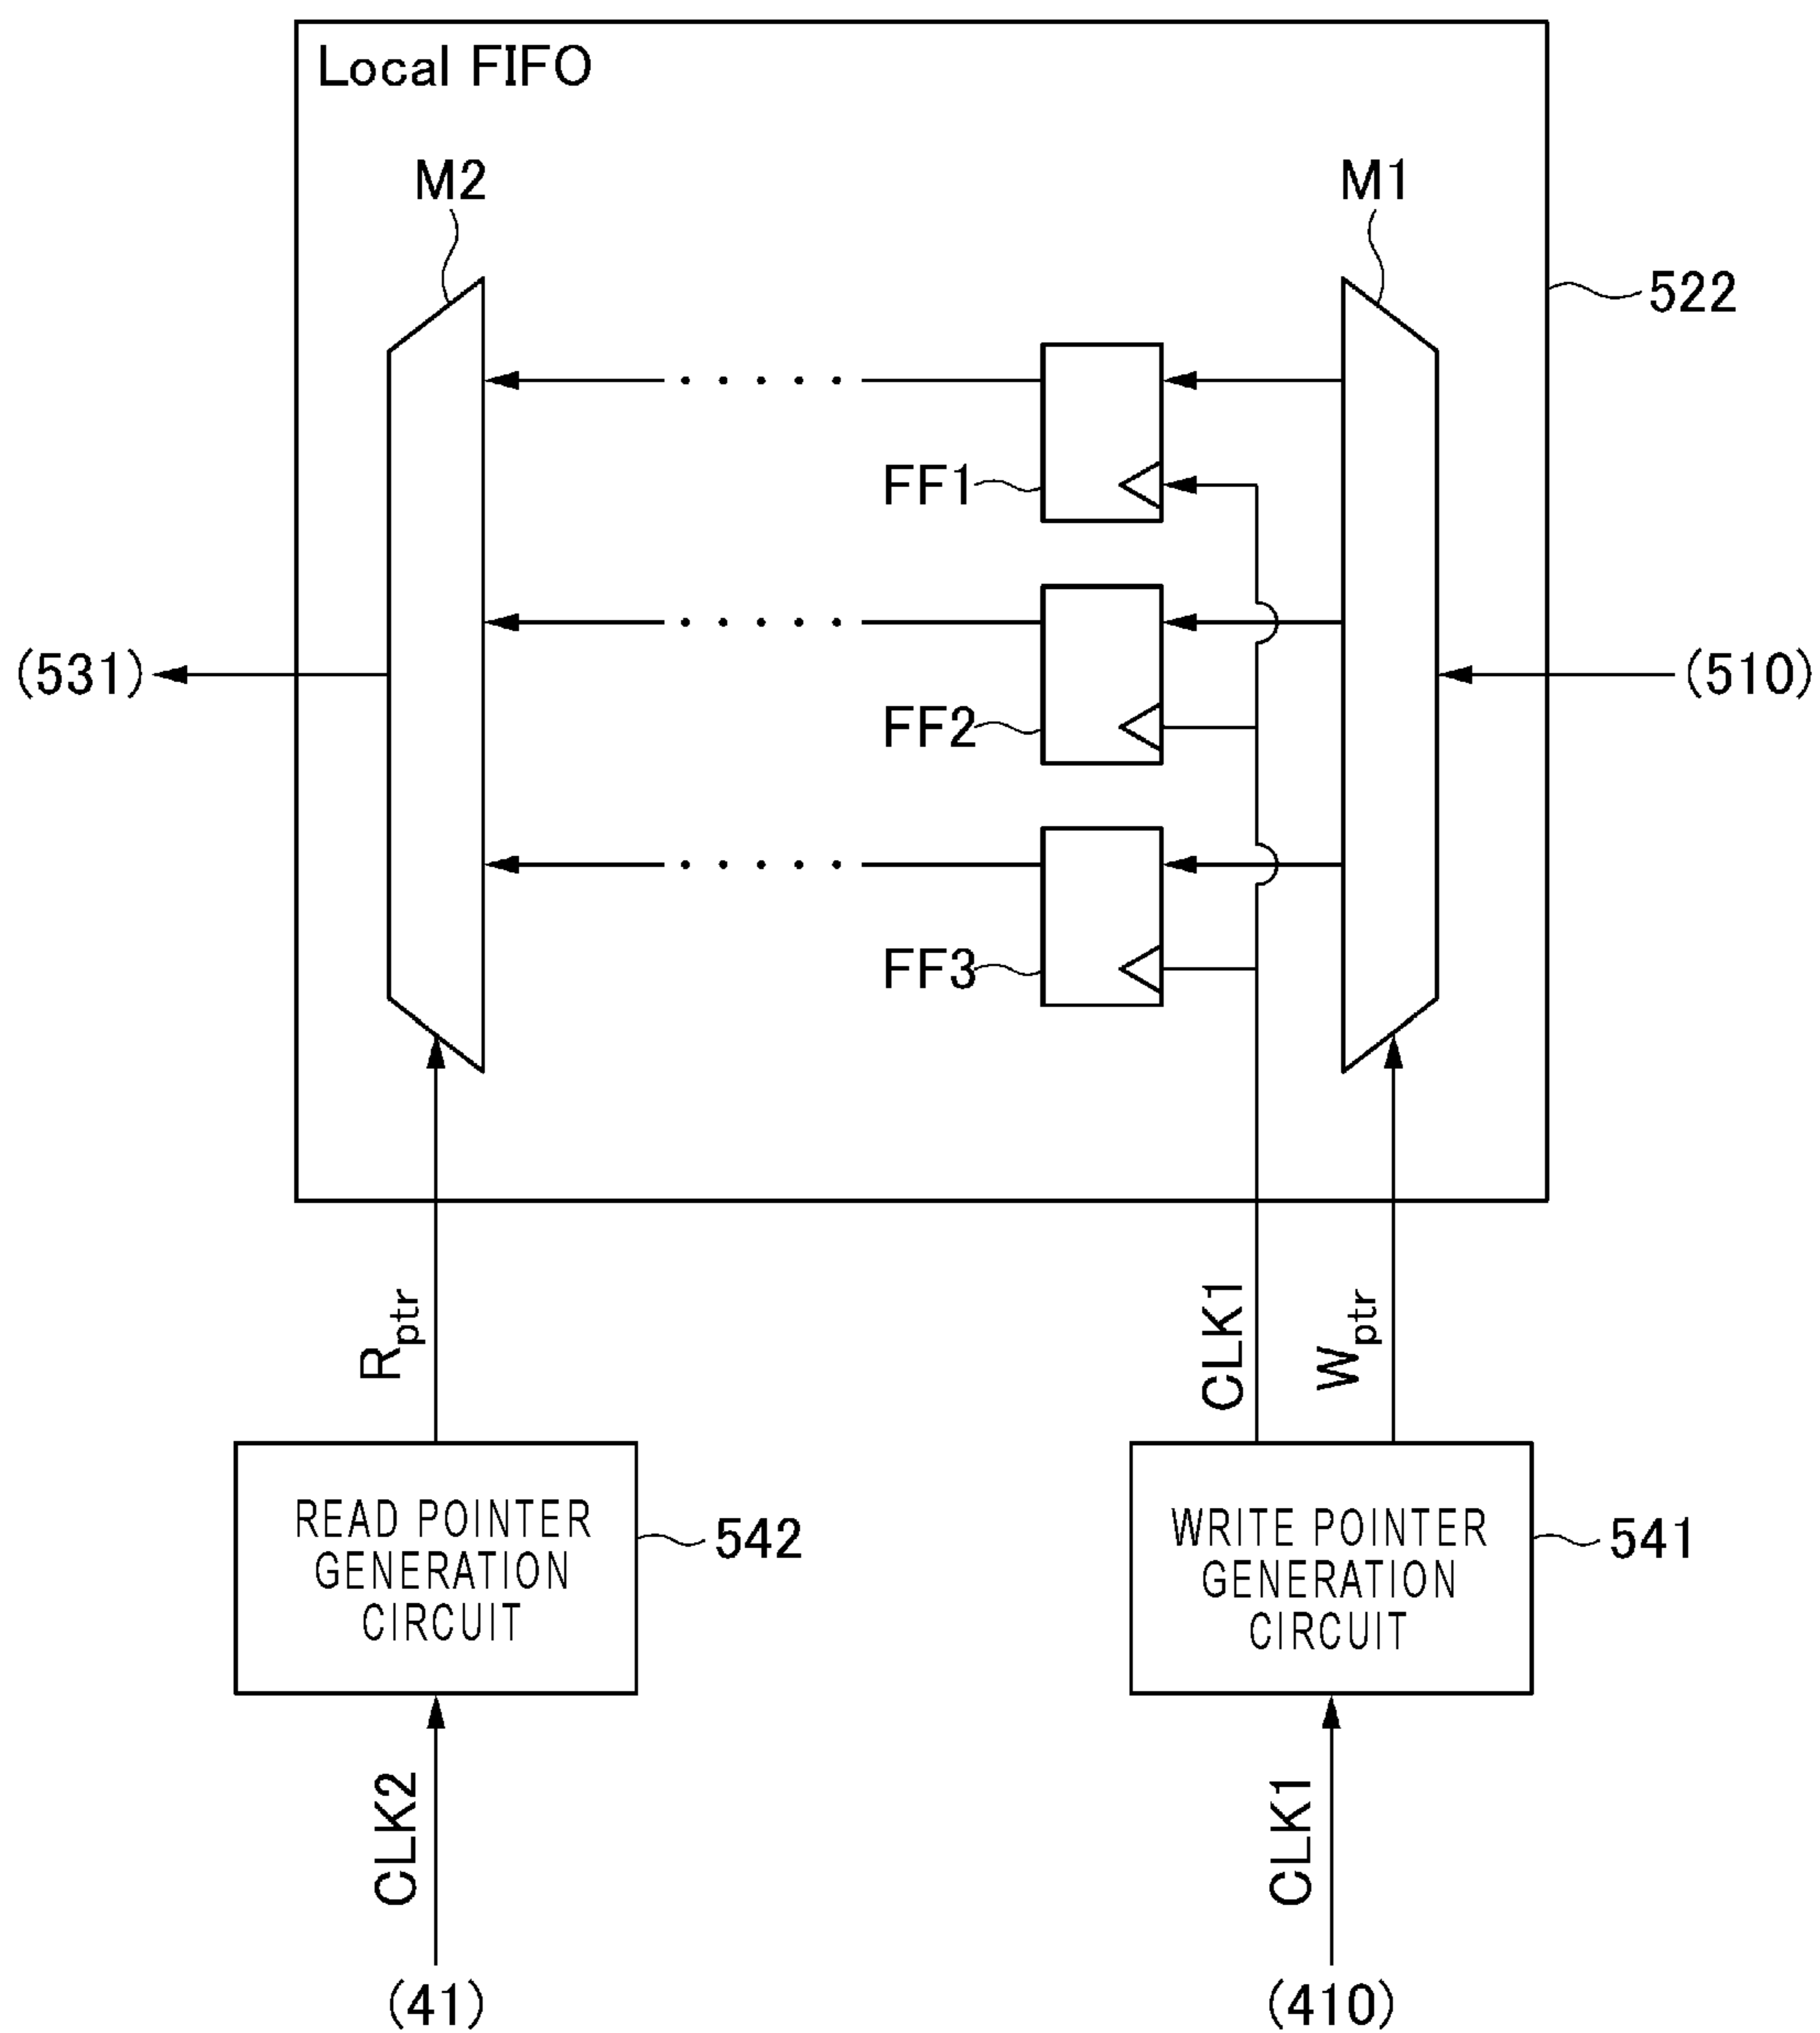 Local FIFO
M2
M1
522
FF1
FF2
FF3
(531)
(510)
Rptr
CLK1
Wptr
READ POINTER
GENERATION
CIRCUIT
542
WRITE POINTER
GENERATION
CIRCUIT
541
CLK2
CLK1
(41)
(410)